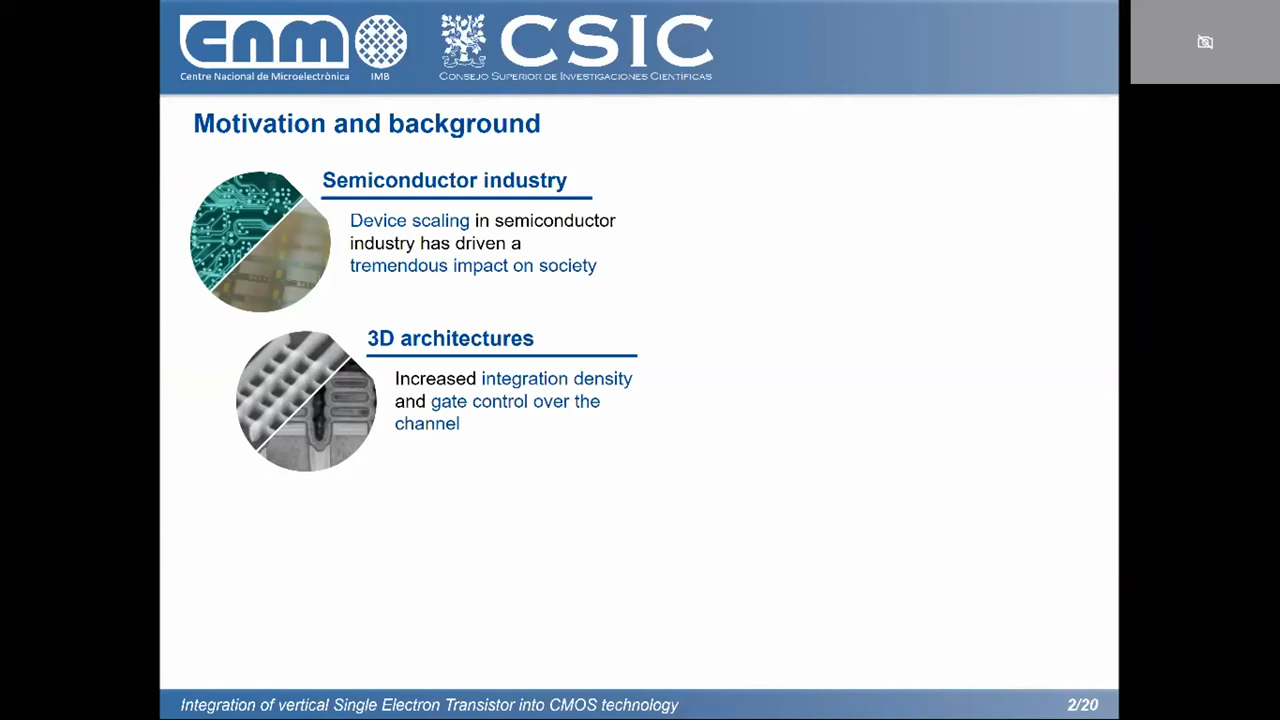 cnm
Centre Nacional de Microelectrònica
IMB
CSIC
CONSEJO SUPERIOR DE INVESTIGACIONES CIENTÍFICAS
Motivation and background
Semiconductor industry
Device scaling in semiconductor
industry has driven a
tremendous impact on society
3D architectures
Increased integration density
and gate control over the
channel
Integration of vertical Single Electron Transistor into CMOS technology
2/20